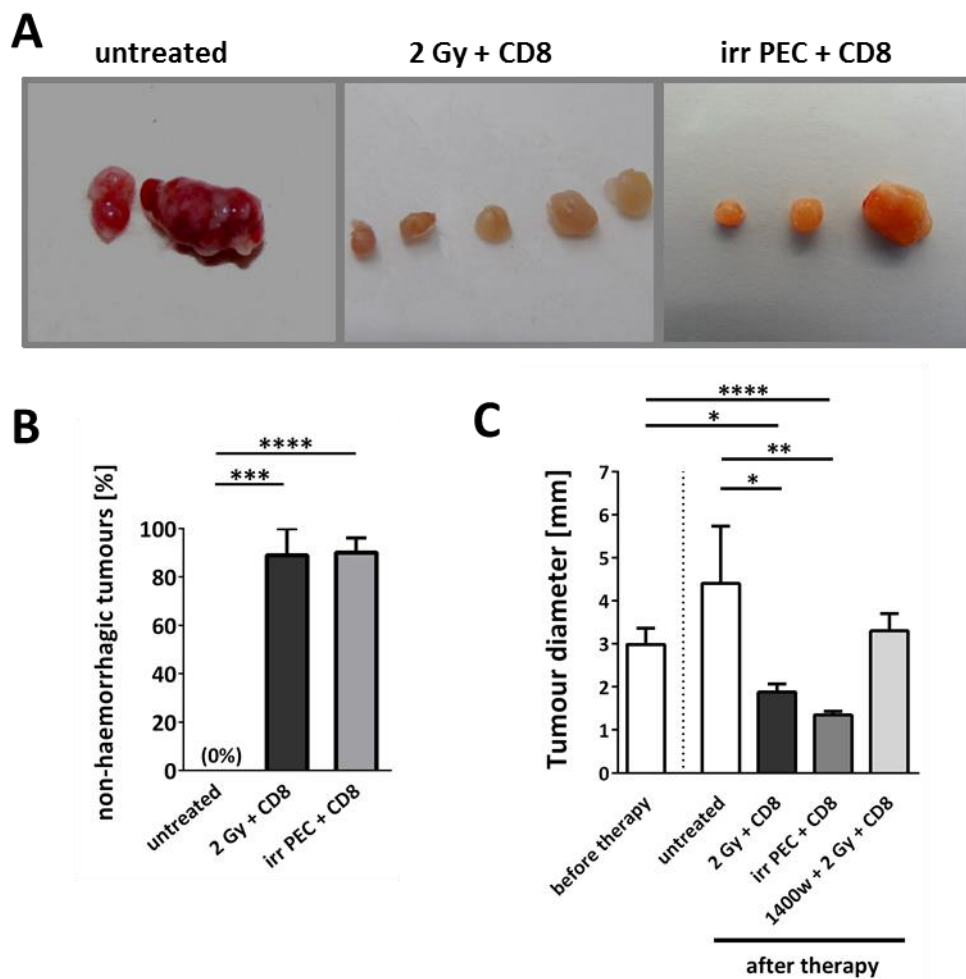 A
untreated
2 Gy + CD8
irr PEC + CD8
B
non-haemorrhagic tumours [%]
****
***
100
80
60
40
20
0
(0%)
untreated
2 Gy + CD8
irr PEC + CD8
C
Tumour diameter [mm]
****
*
**
*
7
6
5
4
3
2
1
0
before therapy
untreated
2 Gy + CD8
irr PEC + CD8
1400w + 2 Gy + CD8
after therapy